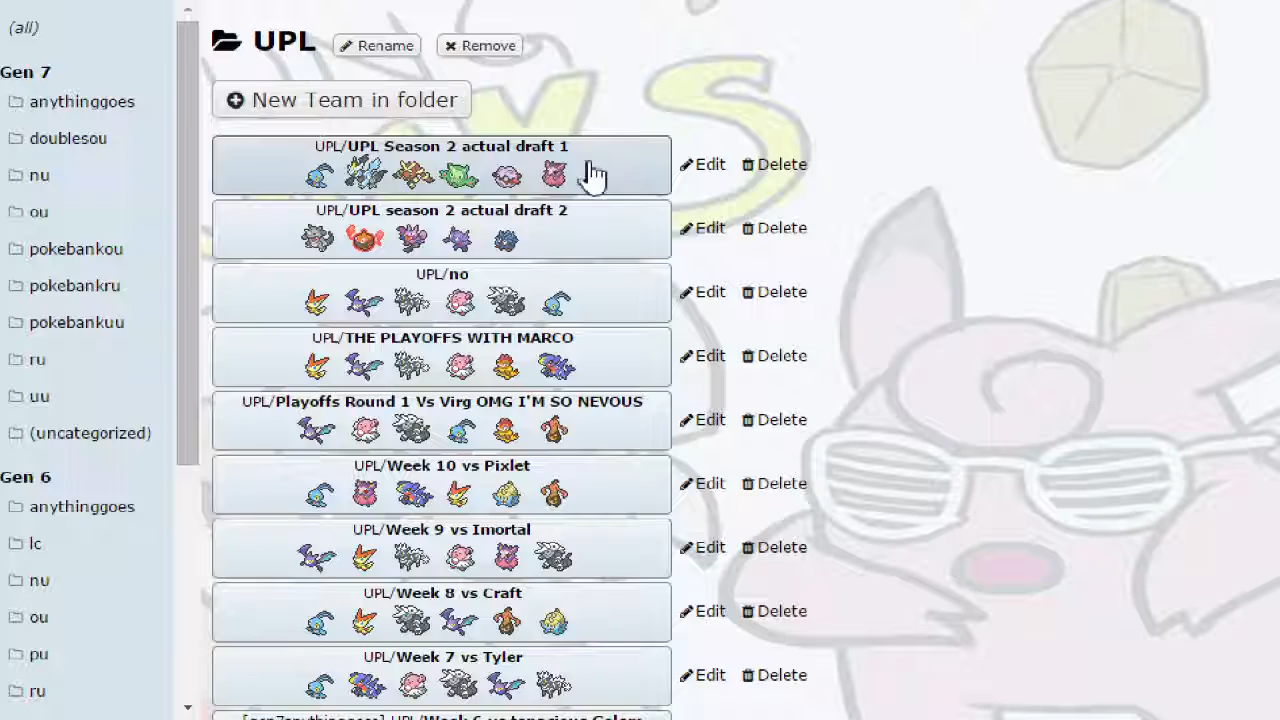 (all)
Gen 7
anythinggoes
doublesou
nu
ou
pokebankou
pokebankru
pokebankuu
ru
uu
(uncategorized)
Gen 6
anythinggoes
lc
nu
ou
pu
ru
UPL
Rename
Remove
New Team in folder
UPL/UPL Season 2 actual draft 1
Edit Delete
UPL/UPL season 2 actual draft 2
Edit Delete
UPL/no
Edit Delete
UPL/THE PLAYOFFS WITH MARCO
Edit Delete
UPL/Playoffs Round 1 Vs Virg OMG I'M SO NEVOUS
Edit Delete
UPL/Week 10 vs Pixlet
Edit Delete
UPL/Week 9 vs Imortal
Edit Delete
UPL/Week 8 vs Craft
Edit Delete
UPL/Week 7 vs Tyler
Edit Delete